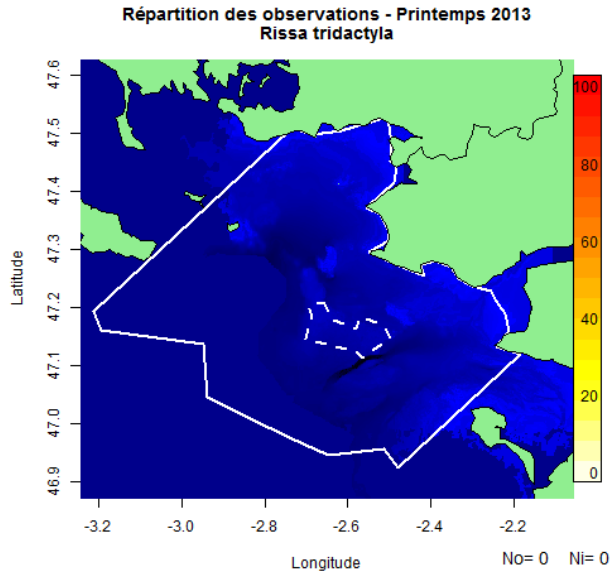 Répartition des observations - Printemps 2013
Rissa tridactyla
47.6
47.5
47.4
47.3
47.2
47.1
47.0
46.9
Latitude
100
80
60
40
20
0
-3.2 -3.0 -2.8 -2.6 -2.4 -2.2
Longitude
No= 0 Ni= 0